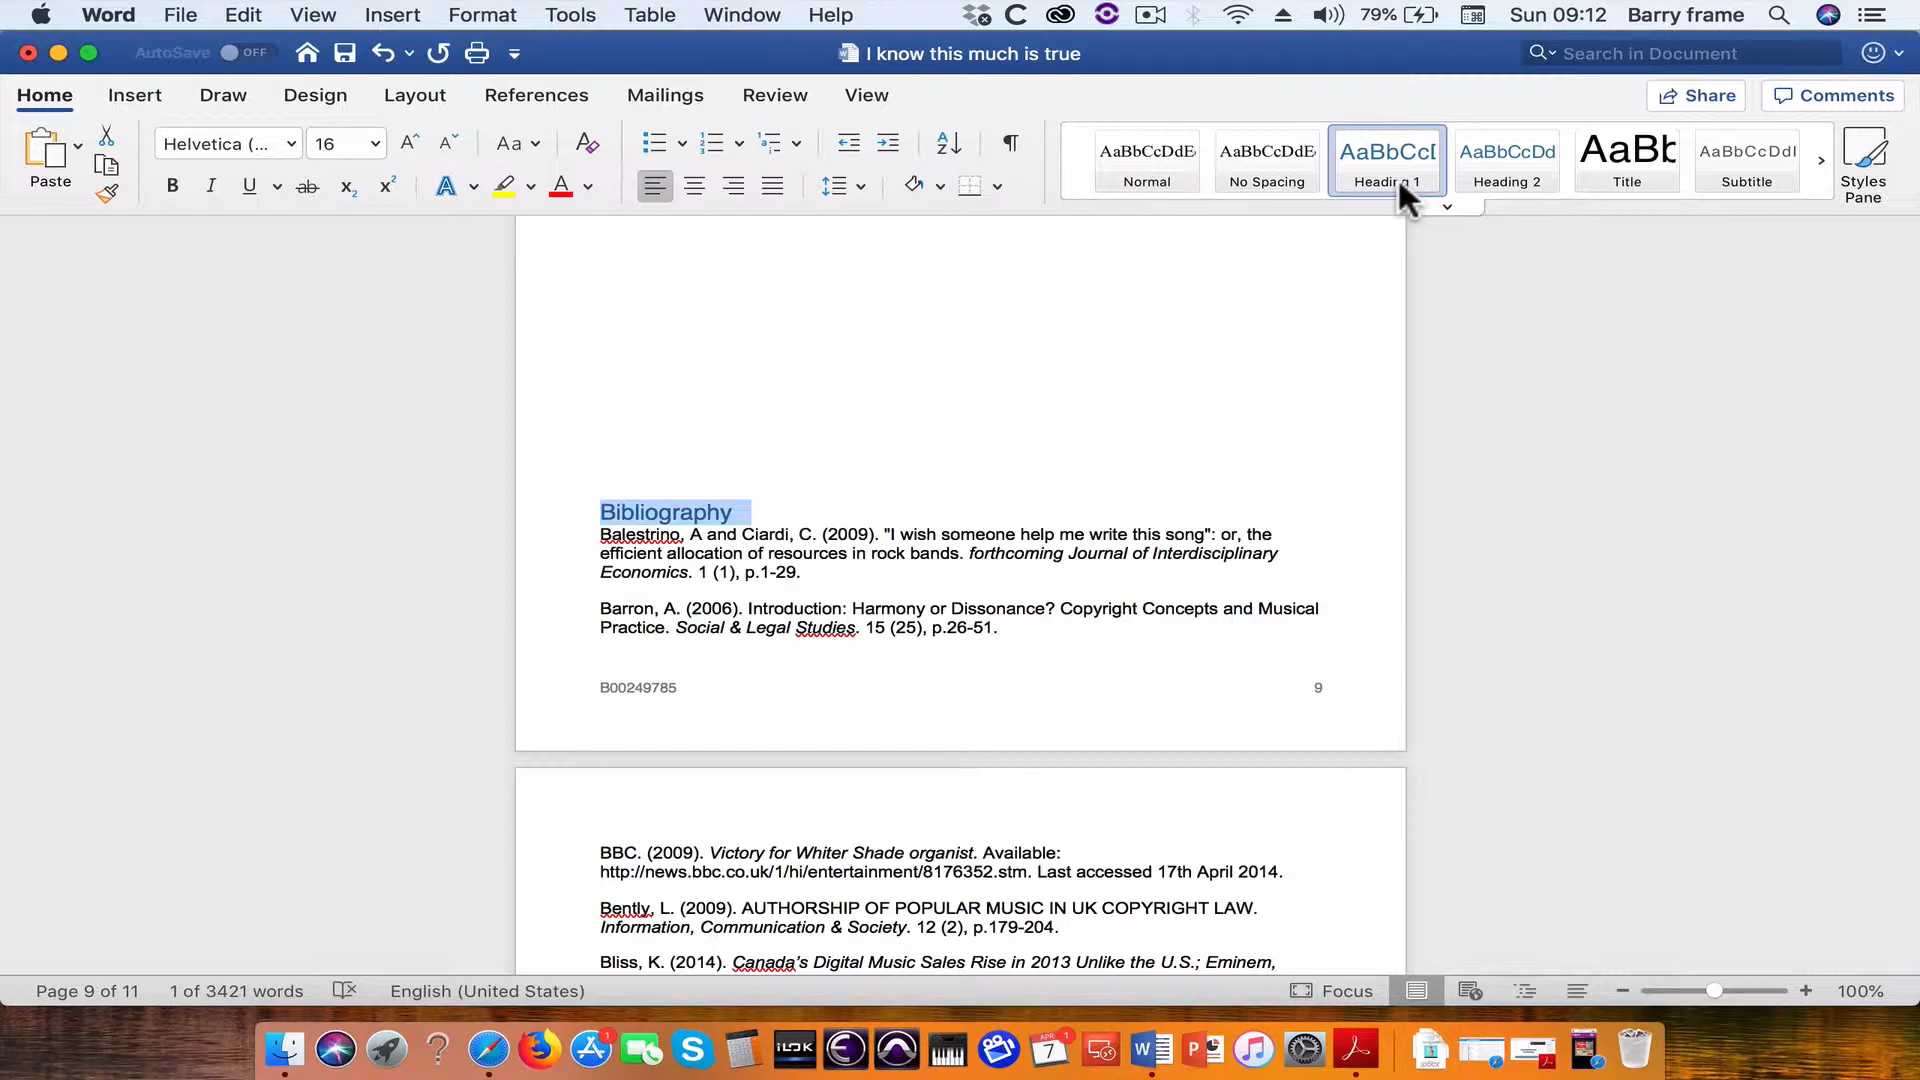 Word File Edit View Insert Format Tools Table Window Help 79% Sun 09:12 Barry frame
AutoSave OFF I know this much is true Search in Document
Home Insert Draw Design Layout References Mailings Review View Share Comments
Paste Helvetica (... 16 Aa
B I U ab x2 x2 A A
AaBbCcDdE AaBbCcDdE AaBbCcD AaBbCcDd AaBb AaBbCcDdI
Normal No Spacing Heading 1 Heading 2 Title Subtitle
Styles
Pane
Bibliography
Balestrino, A and Ciardi, C. (2009). "I wish someone help me write this song": or, the
efficient allocation of resources in rock bands. forthcoming Journal of Interdisciplinary
Economics. 1 (1), p.1-29.
Barron, A. (2006). Introduction: Harmony or Dissonance? Copyright Concepts and Musical
Practice. Social & Legal Studies. 15 (25), p.26-51.
B00249785 9
BBC. (2009). Victory for Whiter Shade organist. Available:
http://news.bbc.co.uk/1/hi/entertainment/8176352.stm. Last accessed 17th April 2014.
Bently, L. (2009). AUTHORSHIP OF POPULAR MUSIC IN UK COPYRIGHT LAW.
Information, Communication & Society. 12 (2), p.179-204.
Bliss, K. (2014). Canada's Digital Music Sales Rise in 2013 Unlike the U.S.; Eminem,
Page 9 of 11 1 of 3421 words English (United States) Focus 100%
iLOK APR 7 1 1